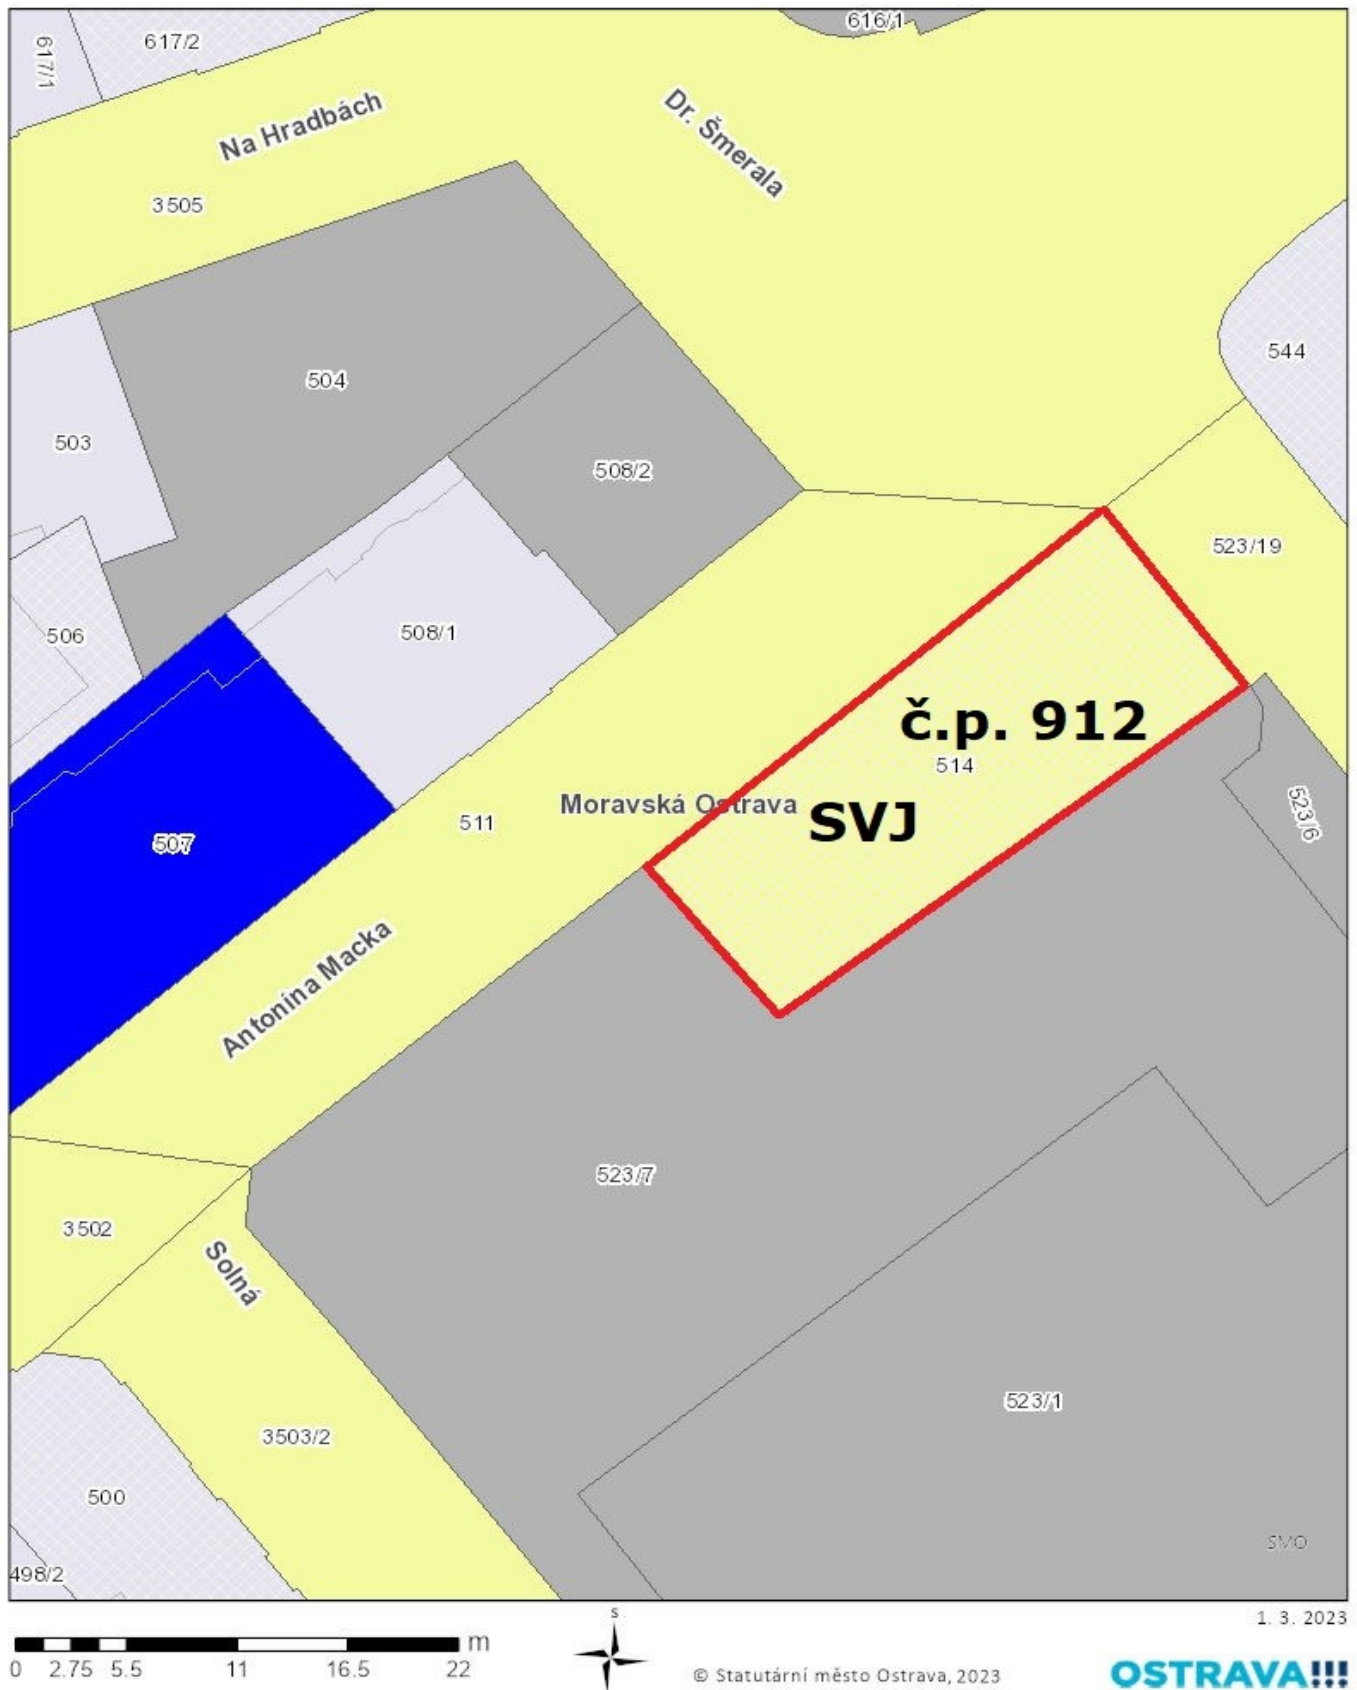 616/1
617/1
617/2
Na Hradbách
Dr. Šmerala
3505
544
504
503
508/2
523/19
506
508/1
č.p. 912
514
Moravská Ostrava
SVJ
511
507
523/6
Antonína Macka
523/7
3502
Solná
523/1
3503/2
500
SMO
498/2
s
1. 3. 2023
m
0 2.75 5.5 11 16.5 22
© Statutární město Ostrava, 2023
OSTRAVA!!!